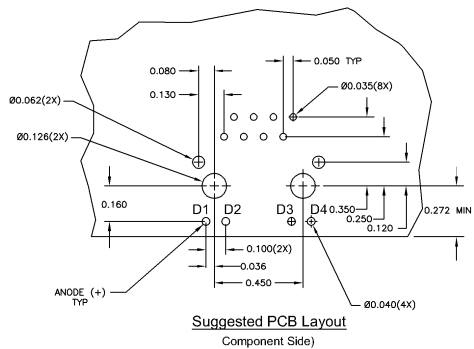 0.080
0.050 TYP
0.130
Ø0.035(8X)
Ø0.062(2X)
Ø0.126(2X)
0.160
D1 D2 D3 D4
0.350
0.250
0.120
0.272 MIN
0.100(2X)
0.036
0.450
ANODE (+)
TYP
Ø0.040(4X)
Suggested PCB Layout
Component Side)